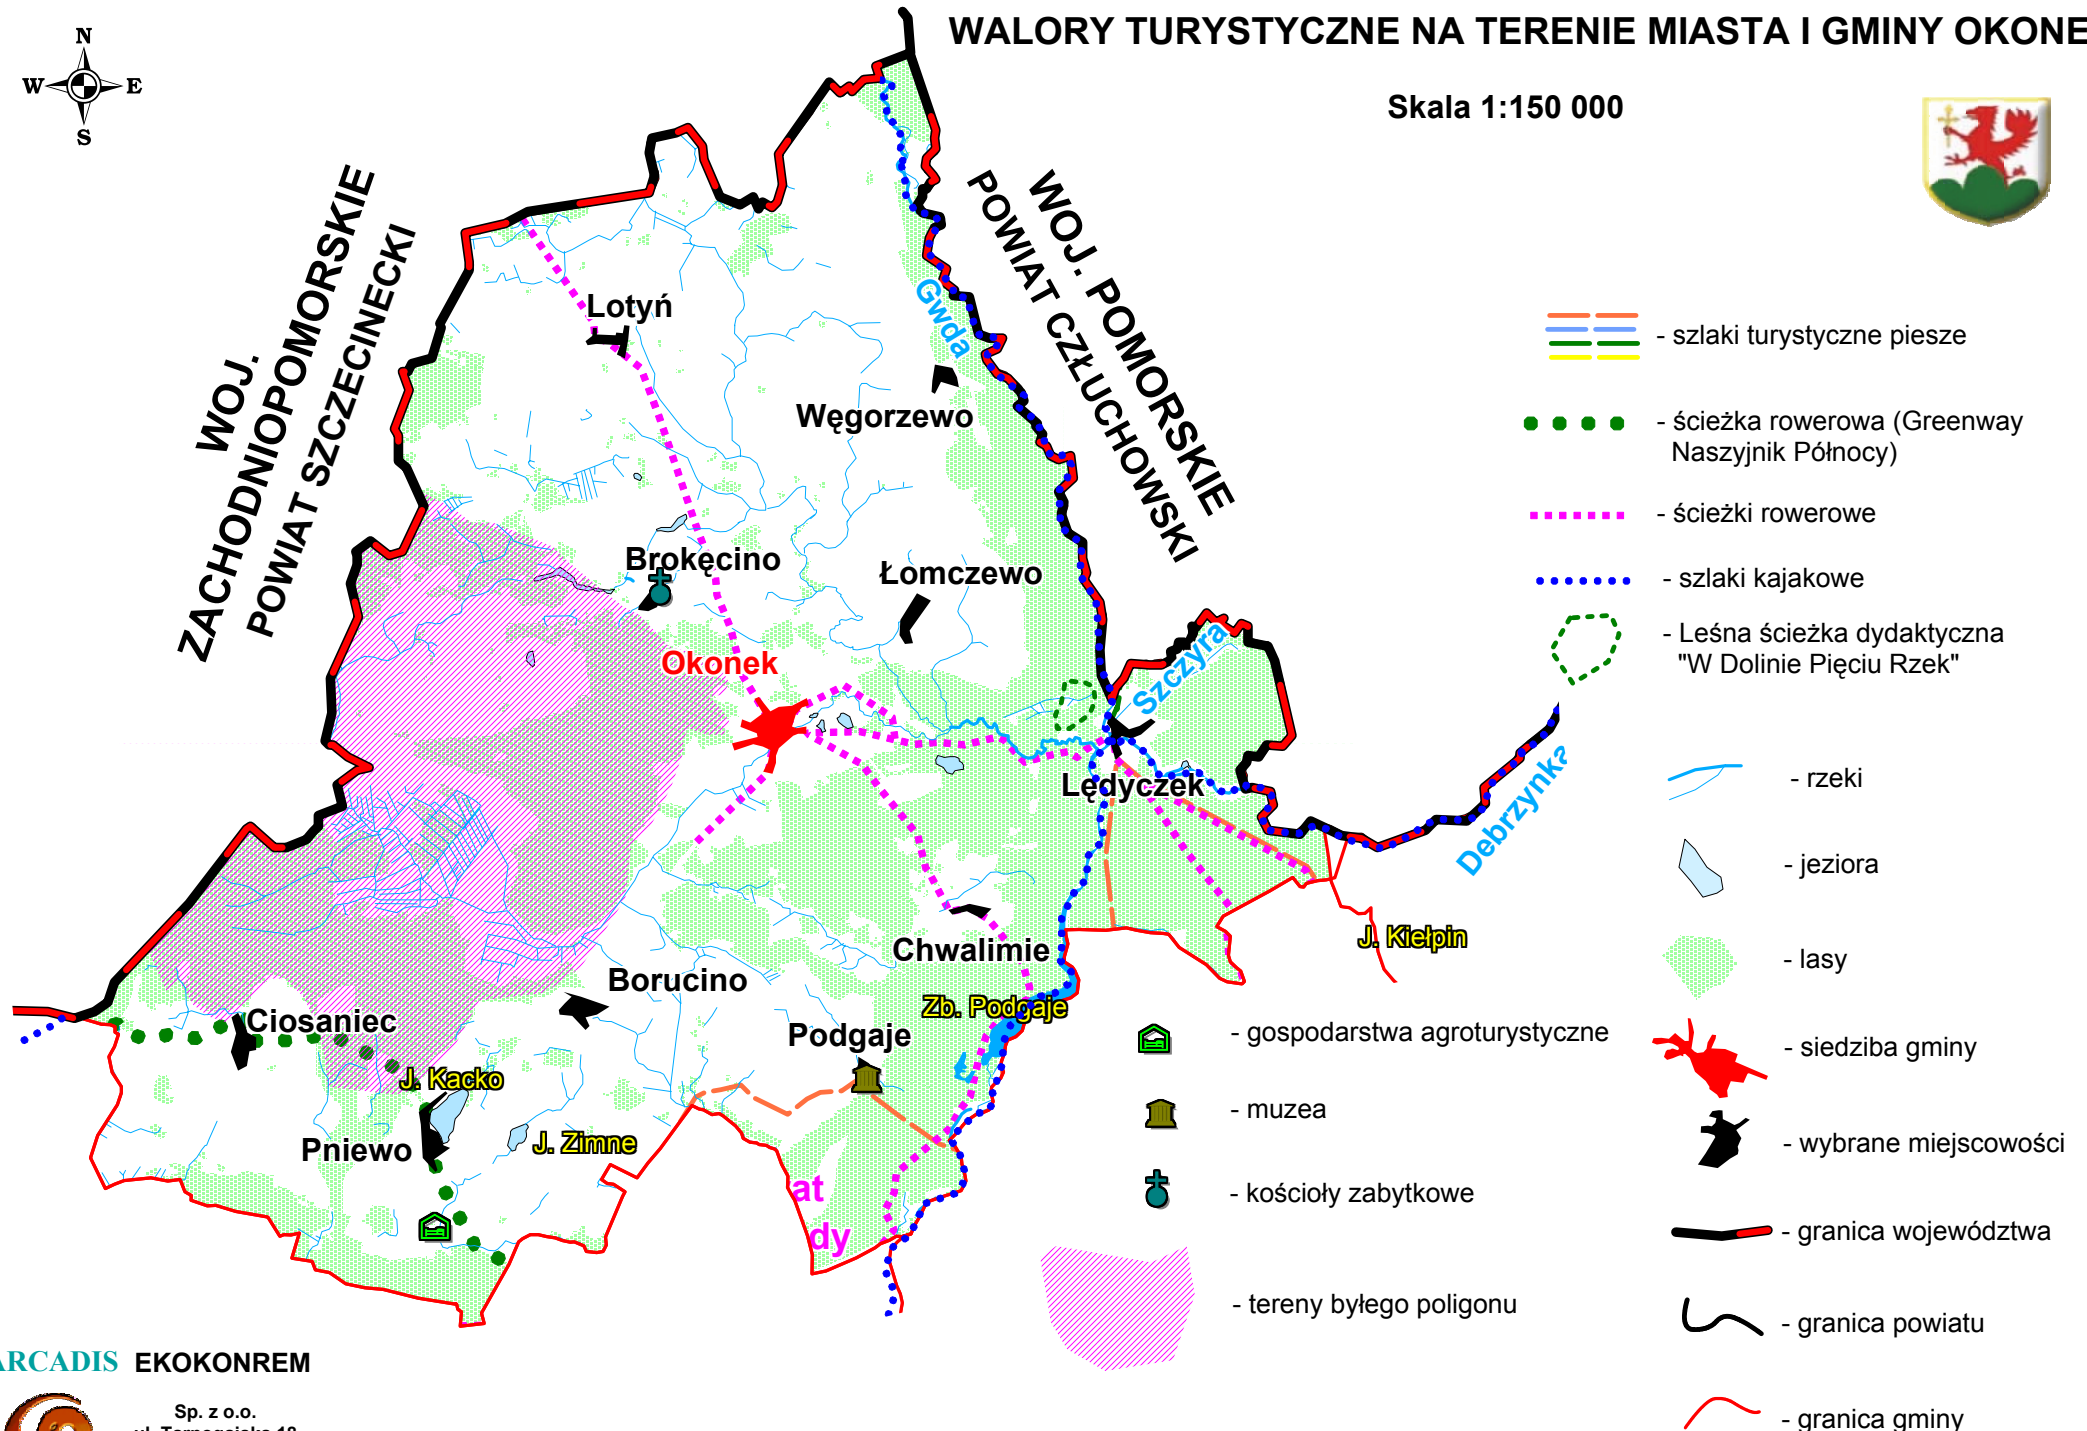 WALORY TURYSTYCZNE NA TERENIE MIASTA I GMINY OKONE
Skala 1:150 000
N
W
E
S
WOJ.
ZACHODNIOPOMORSKIE
POWIAT SZCZECINECKI
WOJ. POMORSKIE
POWIAT CZŁUCHOWSKI
Lotyń
Gwda
Węgorzewo
Brokęcino
Łomczewo
Okonek
Szczyra
Lędyczek
Debrzynka
J. Kiełpin
Chwalimie
Borucino
Zb. Podgaje
Podgaje
Ciosaniec
J. Kacko
Pniewo
J. Zimne
at
dy
- szlaki turystyczne piesze
- ścieżka rowerowa (Greenway
Naszyjnik Północy)
- ścieżki rowerowe
- szlaki kajakowe
- Leśna ścieżka dydaktyczna
"W Dolinie Pięciu Rzek"
- rzeki
- jeziora
- lasy
- siedziba gminy
- wybrane miejscowości
- granica województwa
- granica powiatu
- granica gminy
- gospodarstwa agroturystyczne
- muzea
- kościoły zabytkowe
- tereny byłego poligonu
ARCADIS EKOKONREM
Sp. z o.o.